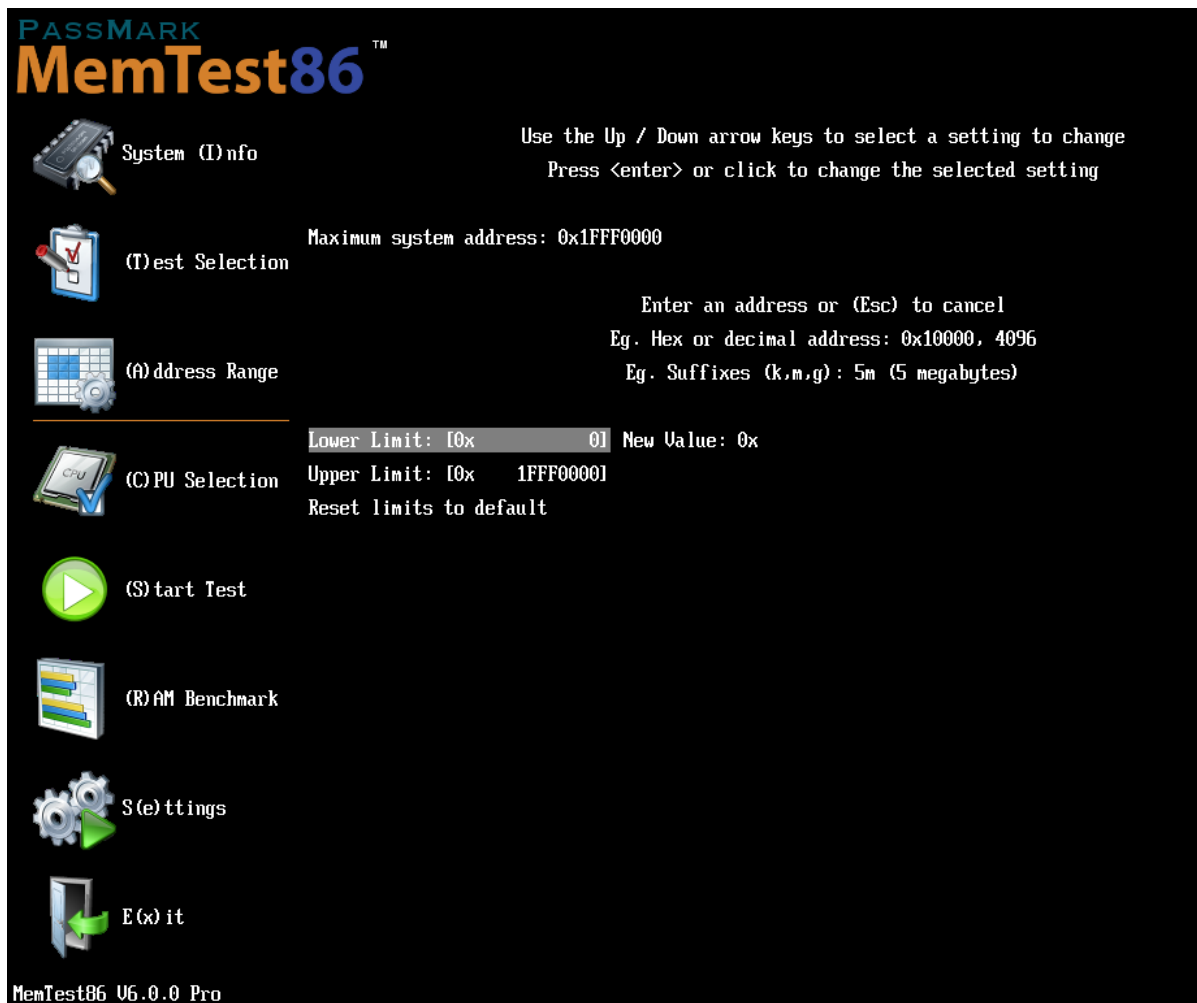 PASSMARK
MemTest86™
System (I)nfo
Use the Up / Down arrow keys to select a setting to change
Press <enter> or click to change the selected setting
(T)est Selection
Maximum system address: 0x1FFF0000
Enter an address or (Esc) to cancel
Eg. Hex or decimal address: 0x10000, 4096
Eg. Suffixes (k,m,g): 5m (5 megabytes)
(A)ddress Range
Lower Limit: [0x 0] New Value: 0x
Upper Limit: [0x 1FFF0000]
Reset limits to default
CPU
(C)PU Selection
(S)tart Test
(R)AM Benchmark
S(e)ttings
E(x)it
MemTest86 V6.0.0 Pro